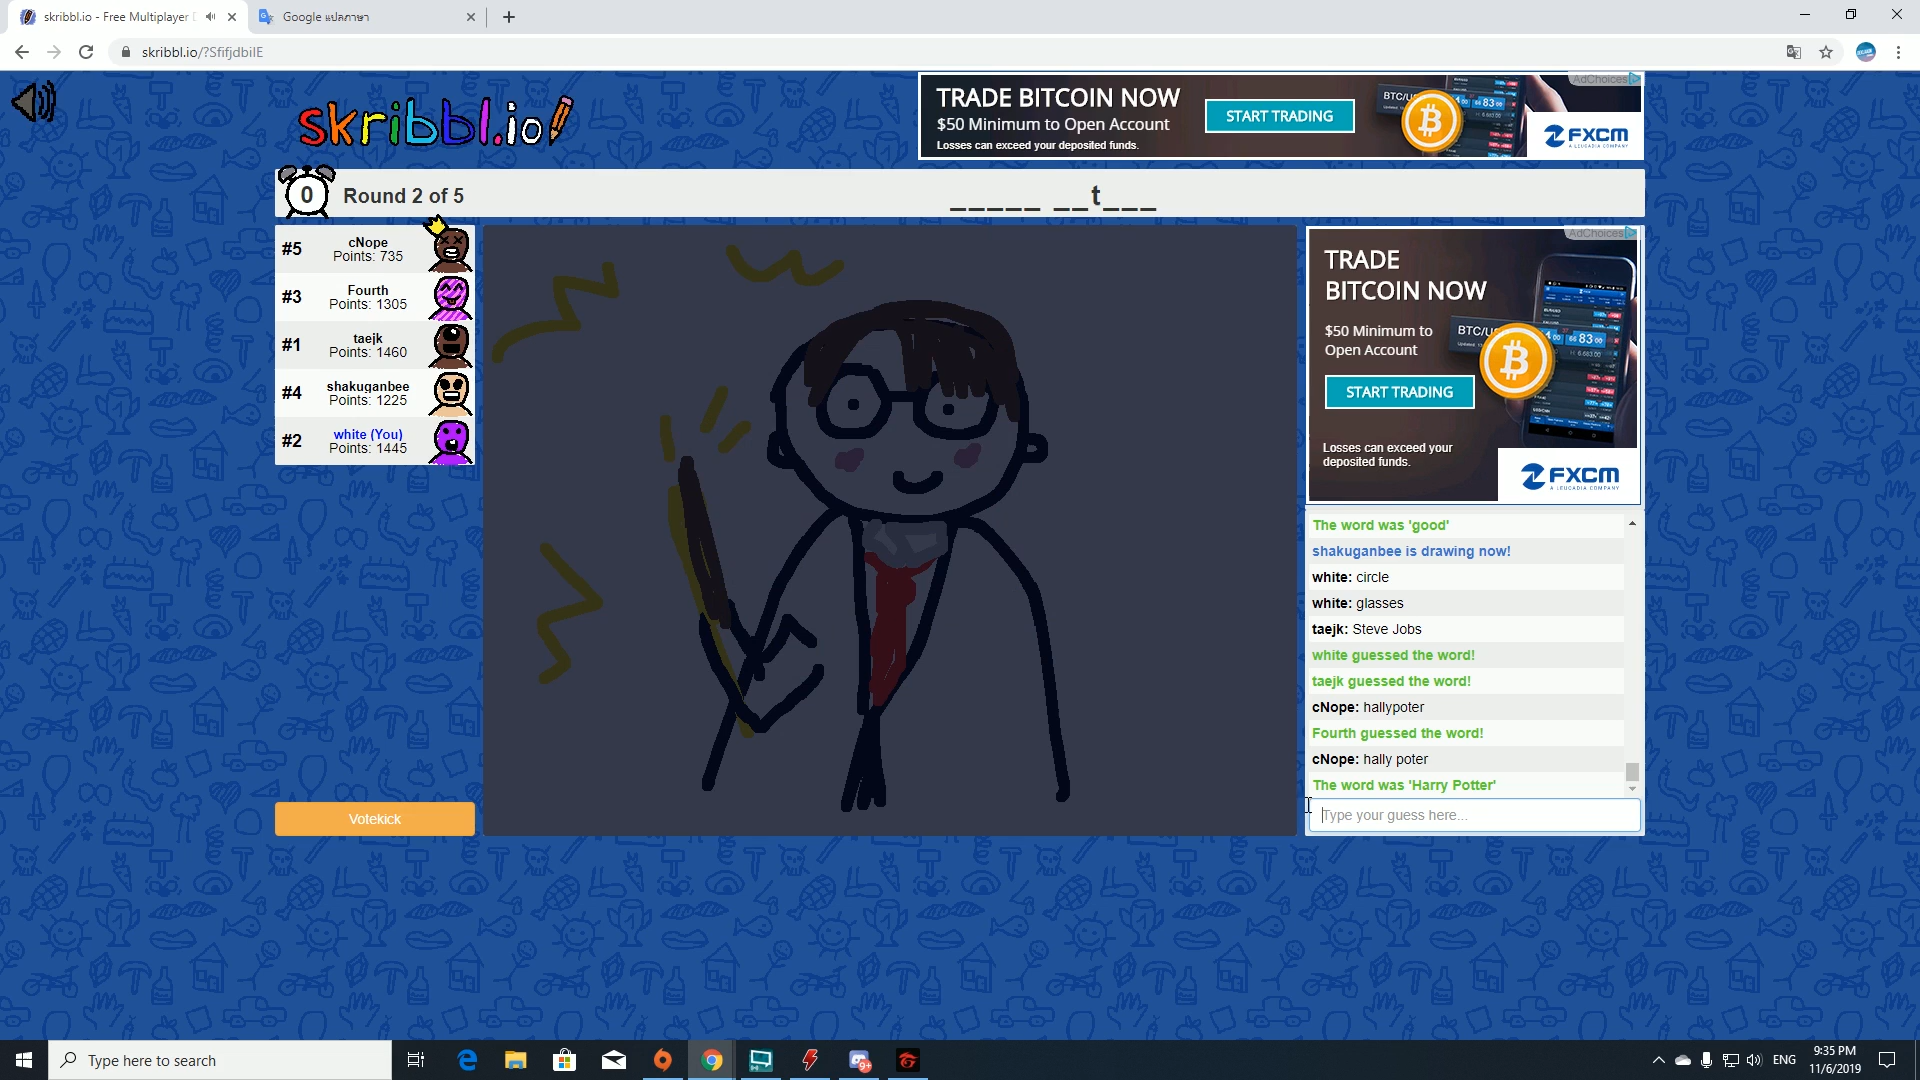 skribbl.io - Free Multiplayer D
Google แปลภาษา
skribbl.io/?SfifjdbilE
skribbl.io
TRADE BITCOIN NOW
$50 Minimum to Open Account
Losses can exceed your deposited funds.
START TRADING
AdChoices
FXCM
A LEUCADIA COMPANY
0
Round 2 of 5
_____ __t___
#5 cNope
Points: 735
#3 Fourth
Points: 1305
#1 taejk
Points: 1460
#4 shakuganbee
Points: 1225
#2 white (You)
Points: 1445
Votekick
AdChoices
TRADE
BITCOIN NOW
$50 Minimum to
Open Account
START TRADING
Losses can exceed your
deposited funds.
FXCM
A LEUCADIA COMPANY
The word was 'good'
shakuganbee is drawing now!
white: circle
white: glasses
taejk: Steve Jobs
white guessed the word!
taejk guessed the word!
cNope: hallypoter
Fourth guessed the word!
cNope: hally poter
The word was 'Harry Potter'
Type your guess here...
Type here to search
ENG
9:35 PM
11/6/2019